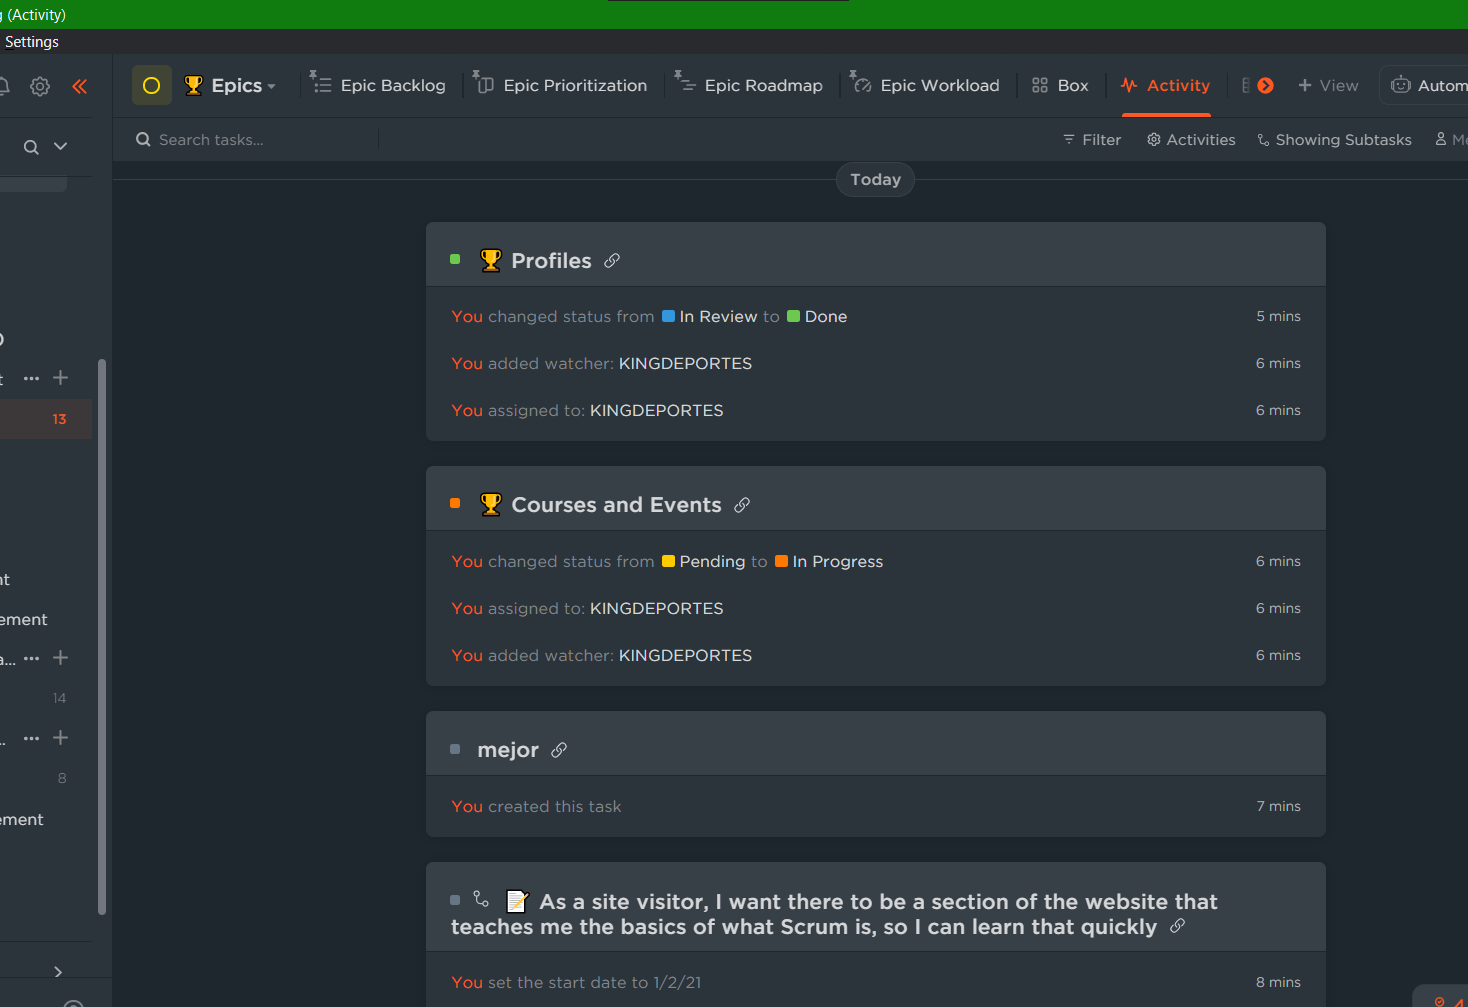 (Activity)
Settings
Epics
Epic Backlog
Epic Prioritization
Epic Roadmap
Epic Workload
Box
Activity
View
Search tasks...
Filter
Activities
Showing Subtasks
Today
Profiles
You changed status from In Review to Done 5 mins
You added watcher: KINGDEPORTES 6 mins
You assigned to: KINGDEPORTES 6 mins
13
Courses and Events
You changed status from Pending to In Progress 6 mins
You assigned to: KINGDEPORTES 6 mins
You added watcher: KINGDEPORTES 6 mins
14
mejor
8
You created this task 7 mins
As a site visitor, I want there to be a section of the website that
teaches me the basics of what Scrum is, so I can learn that quickly
You set the start date to 1/2/21 8 mins